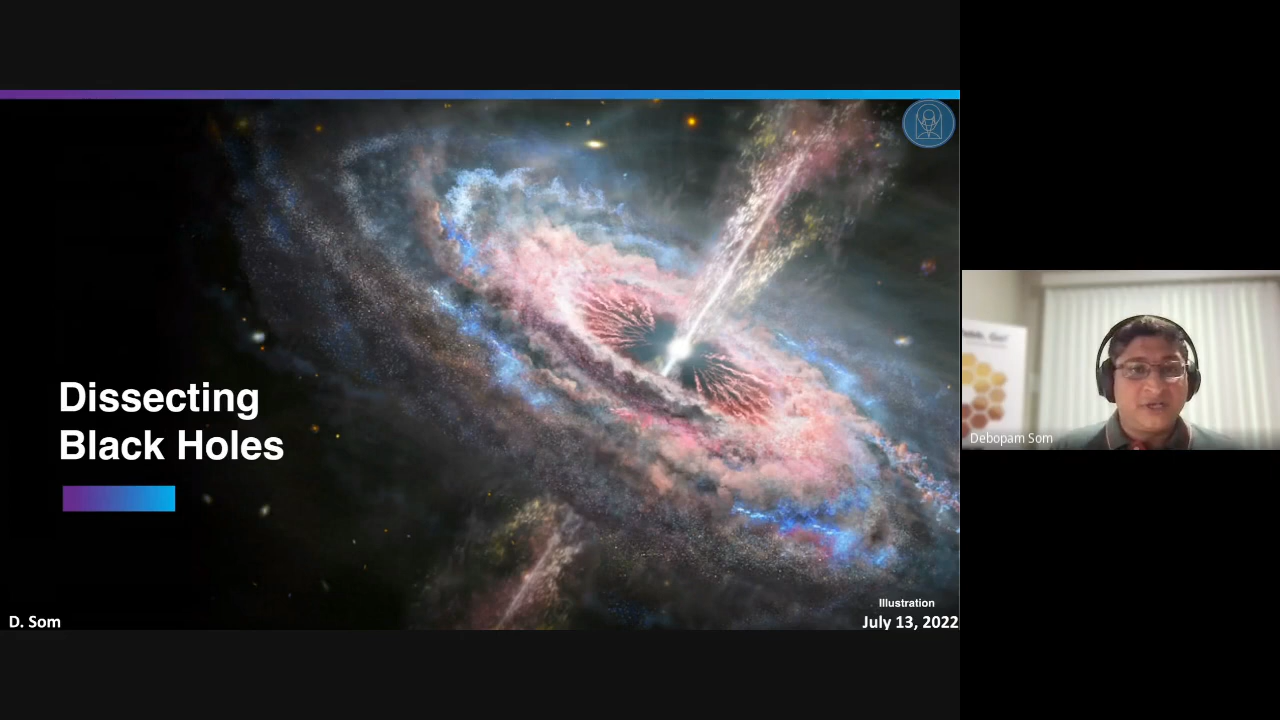 Dissecting
Black Holes
Illustration
D. Som
July 13, 2022
Debopam Som